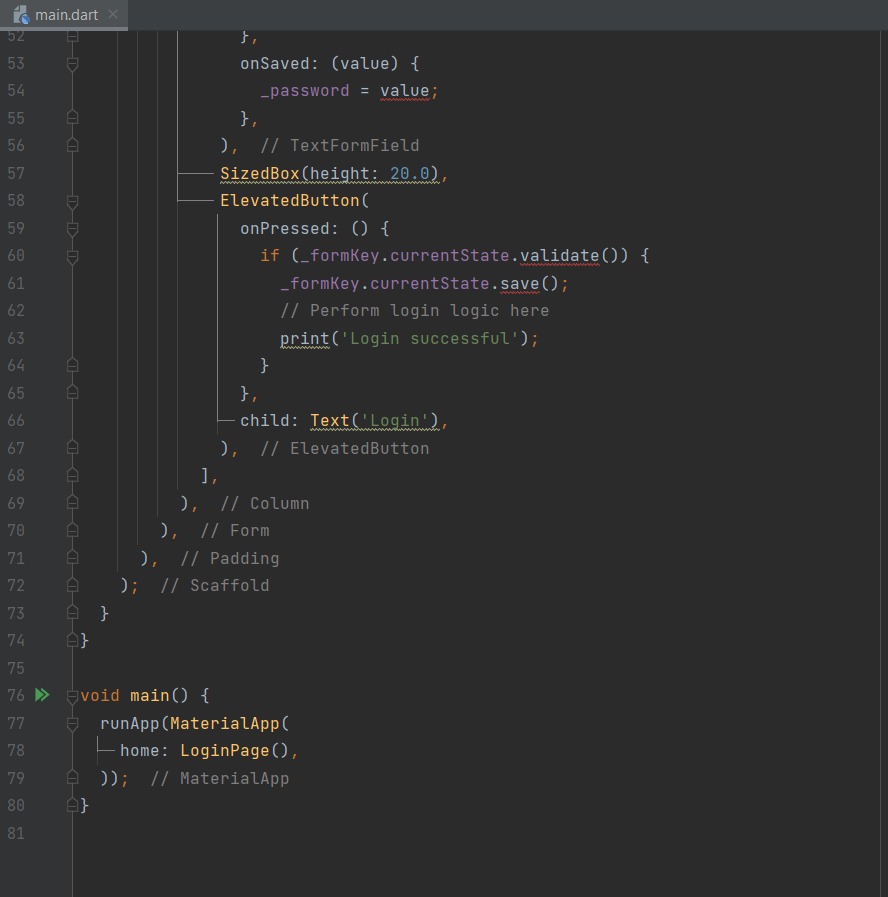 main.dart
52 },
53 onSaved: (value) {
54 _password = value;
55 },
56 ), // TextFormField
57 SizedBox(height: 20.0),
58 ElevatedButton(
59 onPressed: () {
60 if (_formKey.currentState.validate()) {
61 _formKey.currentState.save();
62 // Perform login logic here
63 print('Login successful');
64 }
65 },
66 child: Text('Login'),
67 ), // ElevatedButton
68 ],
69 ), // Column
70 ), // Form
71 ), // Padding
72 ); // Scaffold
73 }
74 }
75
76 void main() {
77 runApp(MaterialApp(
78 home: LoginPage(),
79 )); // MaterialApp
80 }
81